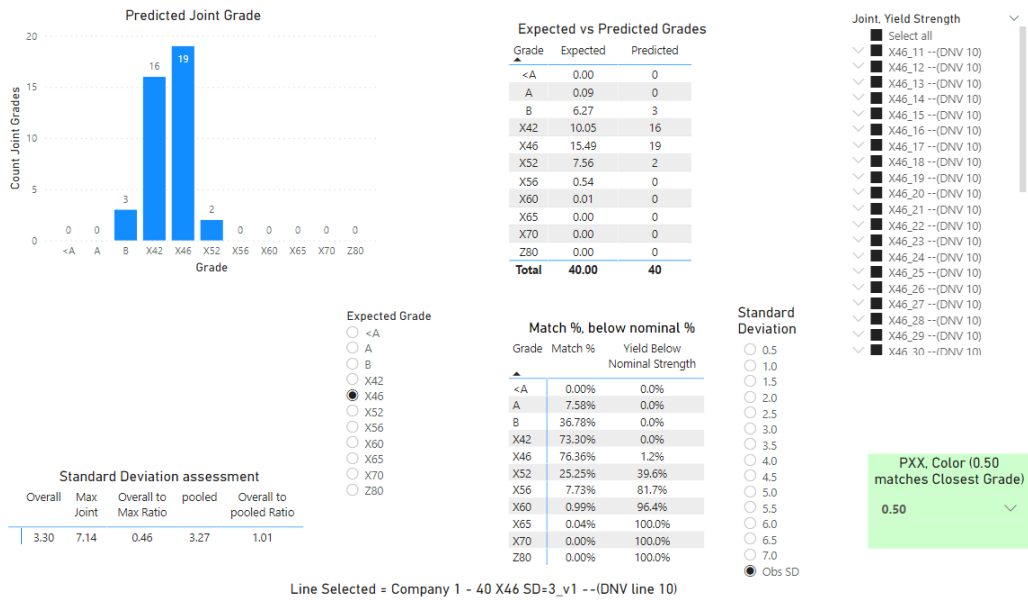 Predicted Joint Grade
Count Joint Grades
20
15
10
5
0
0 0 3 16 19 2 0 0 0 0 0
<A A B X42 X46 X52 X56 X60 X65 X70 Z80
Grade
Expected vs Predicted Grades
Grade Expected Predicted
<A 0.00 0
A 0.09 0
B 6.27 3
X42 10.05 16
X46 15.49 19
X52 7.56 2
X56 0.54 0
X60 0.01 0
X65 0.00 0
X70 0.00 0
Z80 0.00 0
Total 40.00 40
Joint, Yield Strength
Select all
X46_11 --(DNV 10)
X46_12 --(DNV 10)
X46_13 --(DNV 10)
X46_14 --(DNV 10)
X46_15 --(DNV 10)
X46_16 --(DNV 10)
X46_17 --(DNV 10)
X46_18 --(DNV 10)
X46_19 --(DNV 10)
X46_20 --(DNV 10)
X46_21 --(DNV 10)
X46_22 --(DNV 10)
X46_23 --(DNV 10)
X46_24 --(DNV 10)
X46_25 --(DNV 10)
X46_26 --(DNV 10)
X46_27 --(DNV 10)
X46_28 --(DNV 10)
X46_29 --(DNV 10)
X46_30 --(DNV 10)
Expected Grade
<A
A
B
X42
X46
X52
X56
X60
X65
X70
Z80
Match %, below nominal %
Grade Match % Yield Below
Nominal Strength
<A 0.00% 0.0%
A 7.58% 0.0%
B 36.78% 0.0%
X42 73.30% 0.0%
X46 76.36% 1.2%
X52 25.25% 39.6%
X56 7.73% 81.7%
X60 0.99% 96.4%
X65 0.04% 100.0%
X70 0.00% 100.0%
Z80 0.00% 100.0%
Standard
Deviation
0.5
1.0
1.5
2.0
2.5
3.0
3.5
4.0
4.5
5.0
5.5
6.0
6.5
7.0
Obs SD
Standard Deviation assessment
Overall Max Overall to pooled Overall to
Joint Max Ratio pooled Ratio
3.30 7.14 0.46 3.27 1.01
PXX, Color (0.50
matches Closest Grade)
0.50
Line Selected = Company 1 - 40 X46 SD=3_v1 --(DNV line 10)